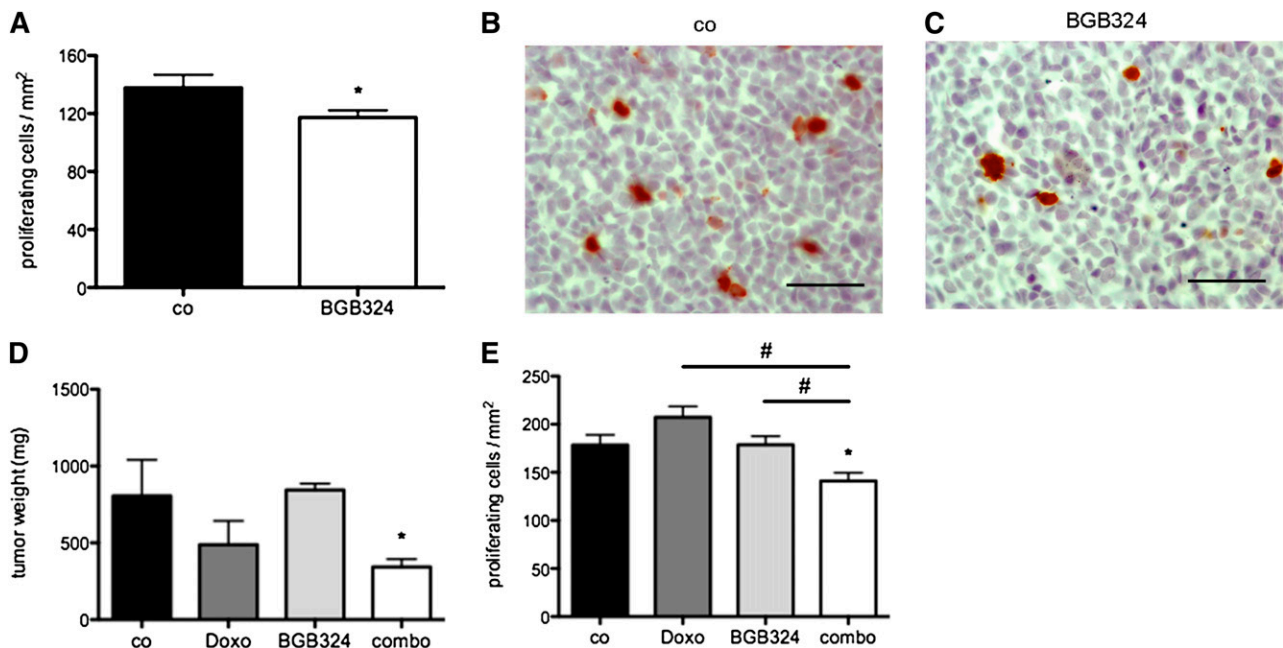 A
proliferating cells / mm²
160
120
80
40
0
*
co
BGB324
B
co
C
BGB324
D
tumor weight (mg)
1500
1000
500
0
*
co
Doxo
BGB324
combo
E
proliferating cells / mm²
250
200
150
100
50
0
#
#
*
co
Doxo
BGB324
combo